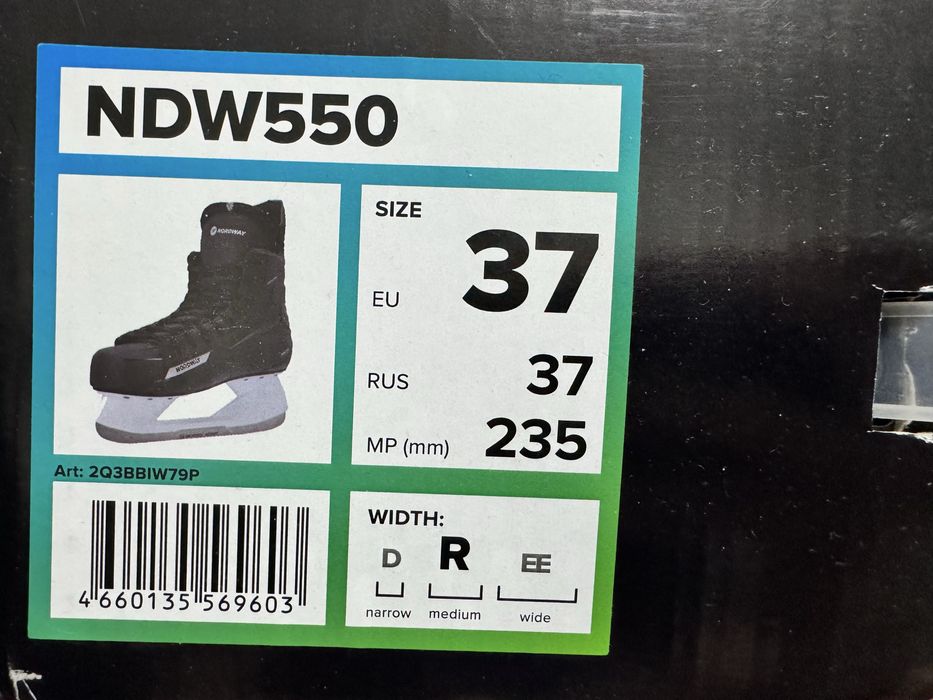 NDW550
NORDWAY
NORDWAY
SIZE
EU 37
RUS 37
MP (mm) 235
Art: 2Q3BBIW79P
4 660135 569603
WIDTH:
D R EE
narrow medium wide